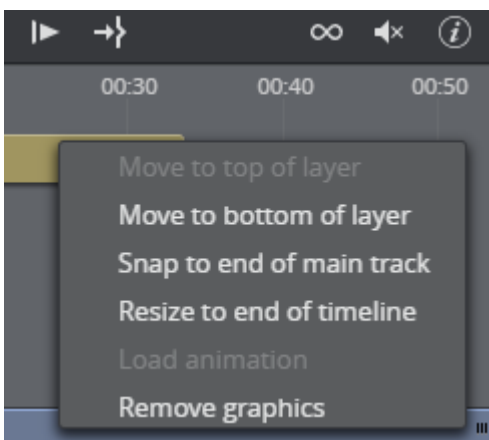 00:30 00:40 00:50
Move to top of layer
Move to bottom of layer
Snap to end of main track
Resize to end of timeline
Load animation
Remove graphics